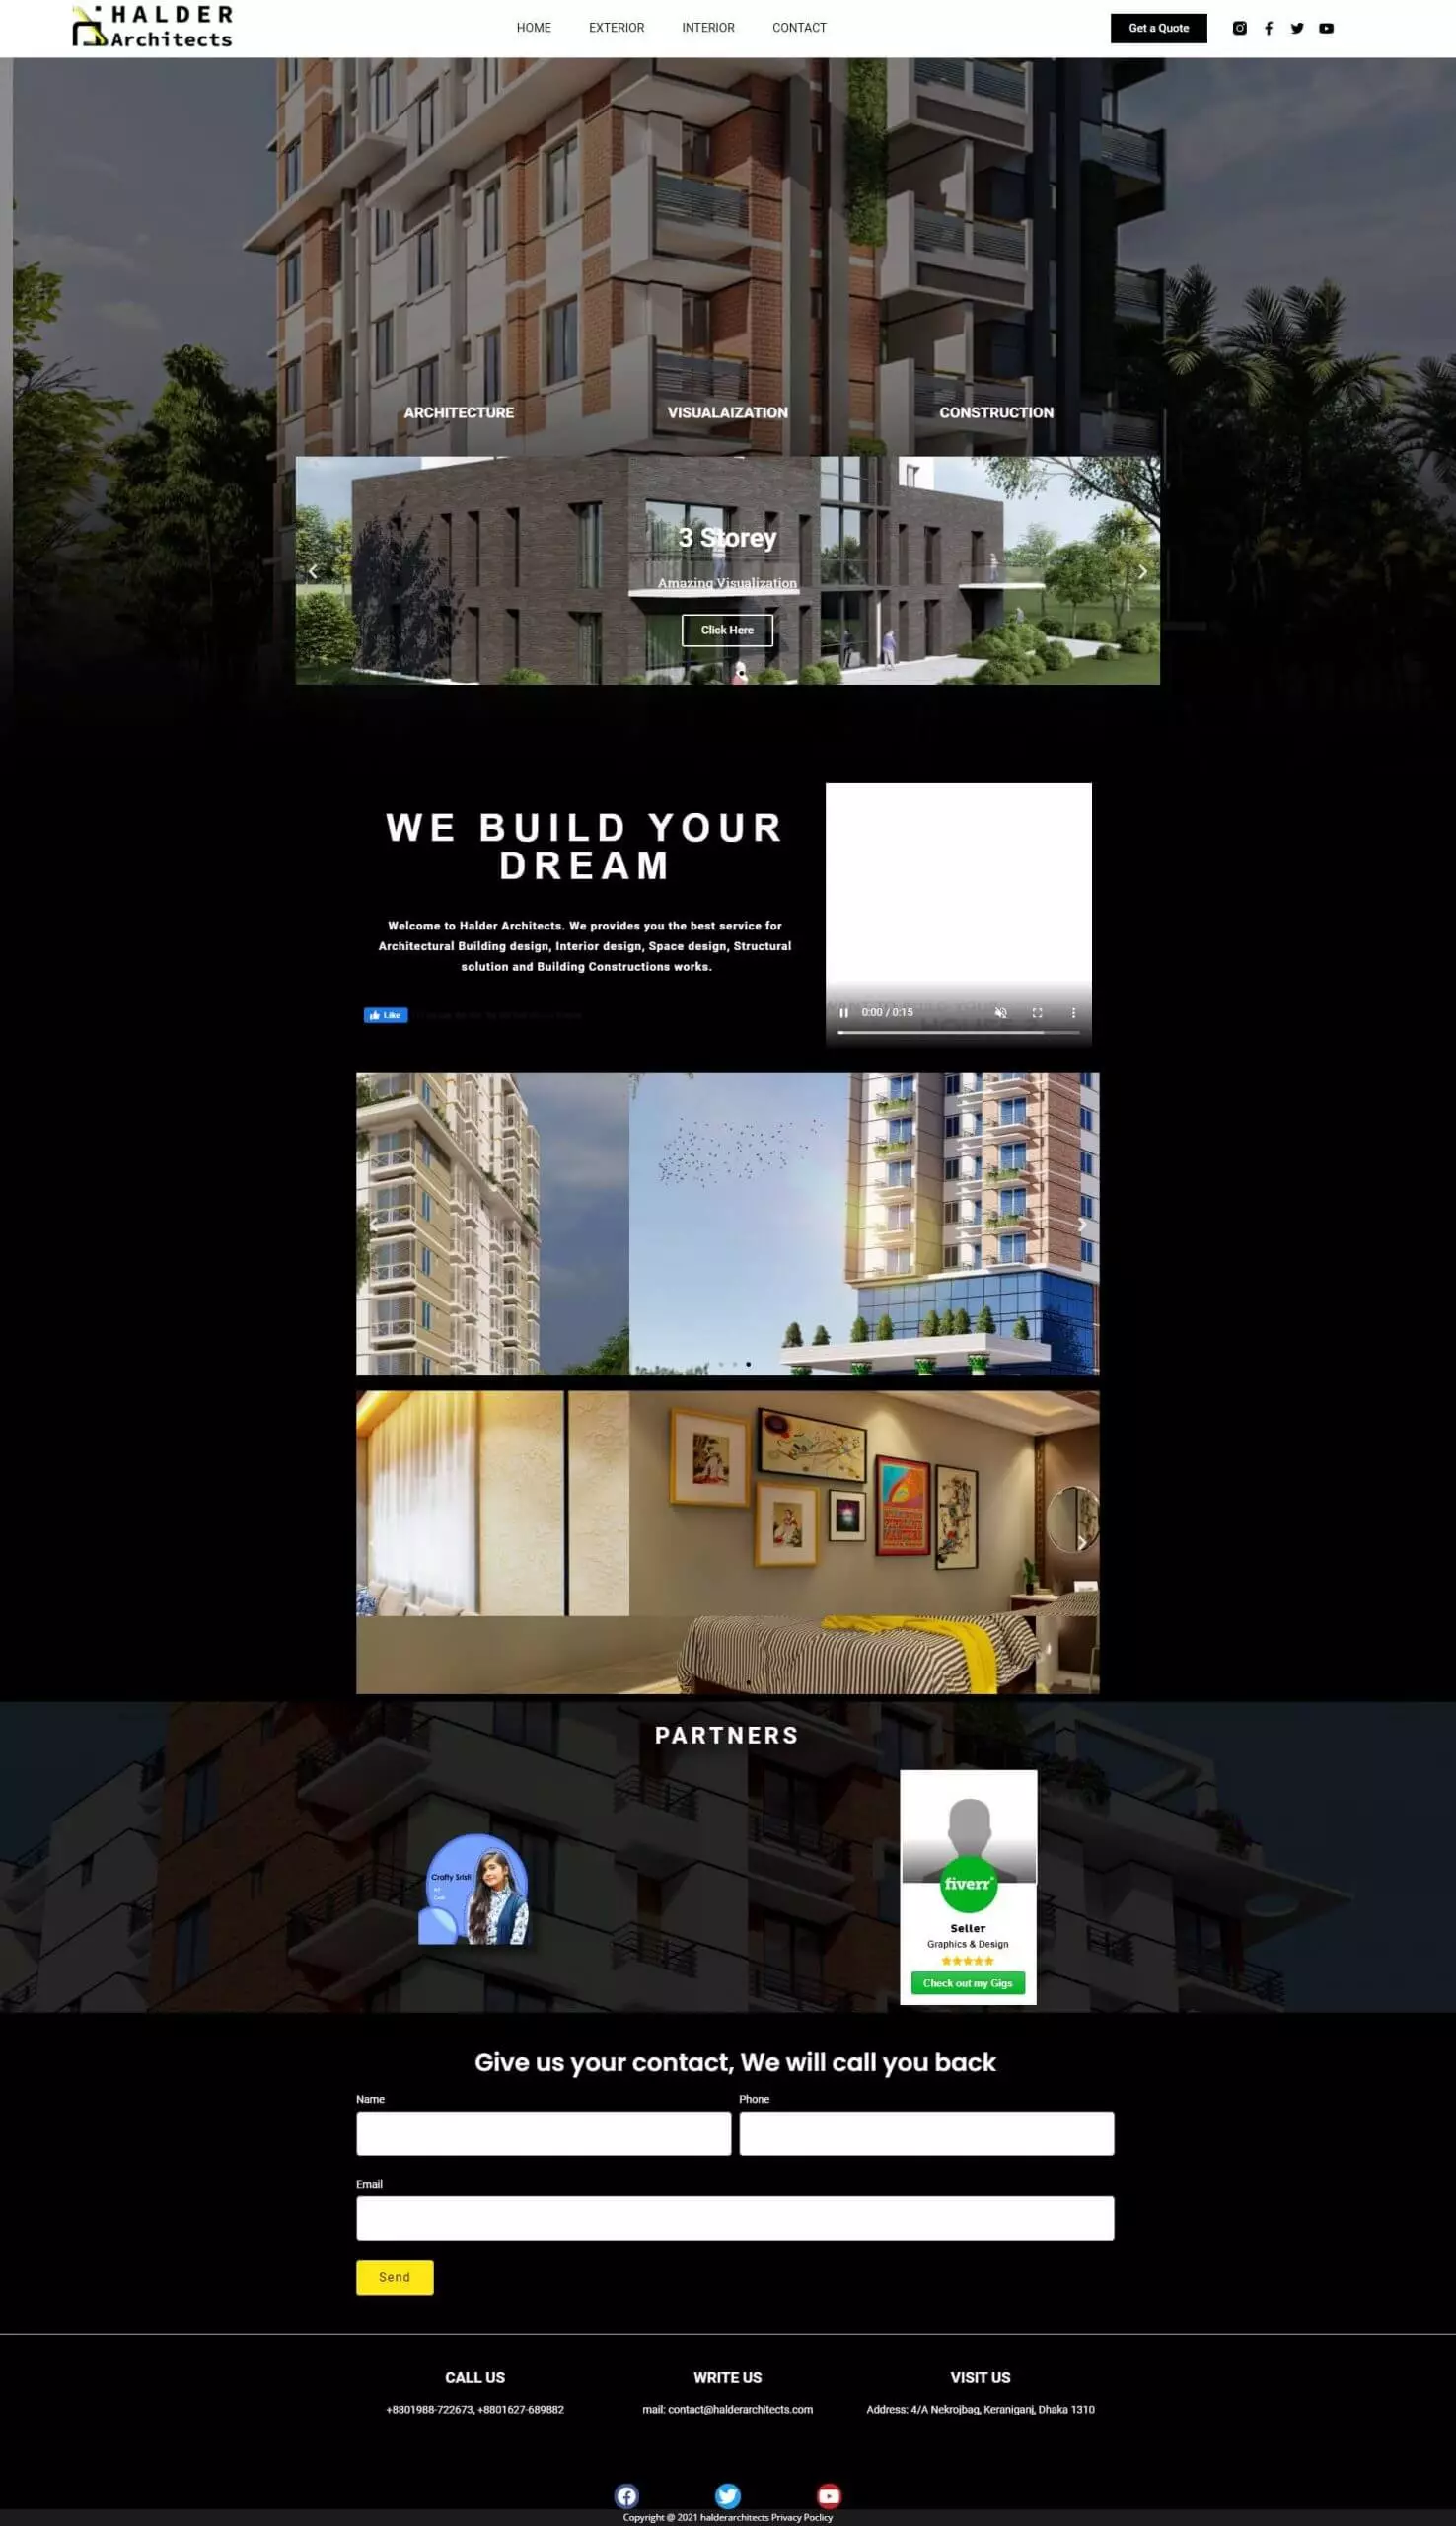 HALDER
Architects
HOME
EXTERIOR
INTERIOR
CONTACT
Get a Quote
ARCHITECTURE
VISUALAIZATION
CONSTRUCTION
3 Storey
Amazing Visualization
Click Here
WE BUILD YOUR
DREAM
Welcome to Halder Architects. We provides you the best service for
Architectural Building design, Interior design, Space design, Structural
solution and Building Constructions works.
Like
WANT TO BUILD YOUR
0:00 / 0:15
PARTNERS
Crafty Sristi
fiverr
Seller
Graphics & Design
Check out my Gigs
Give us your contact, We will call you back
Name
Phone
Email
Send
CALL US
WRITE US
VISIT US
+8801988-722673, +8801627-689882
mail: contact@halderarchitects.com
Address: 4/A Nekrojbag, Keraniganj, Dhaka 1310
Copyright @ 2021 halderarchitects Privacy Poclicy